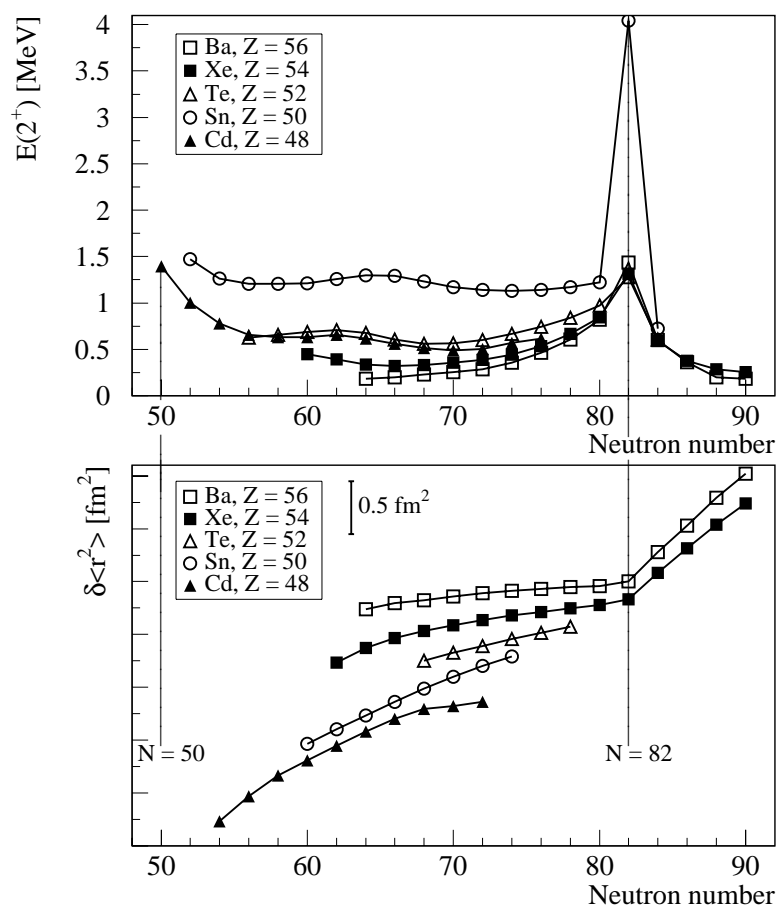 E(2⁺) [MeV]
4
3.5
3
2.5
2
1.5
1
0.5
0
Ba, Z = 56
Xe, Z = 54
Te, Z = 52
Sn, Z = 50
Cd, Z = 48
50 60 70 80 90
Neutron number
δ<r²> [fm²]
Ba, Z = 56
Xe, Z = 54
Te, Z = 52
Sn, Z = 50
Cd, Z = 48
0.5 fm²
N = 50
N = 82
50 60 70 80 90
Neutron number